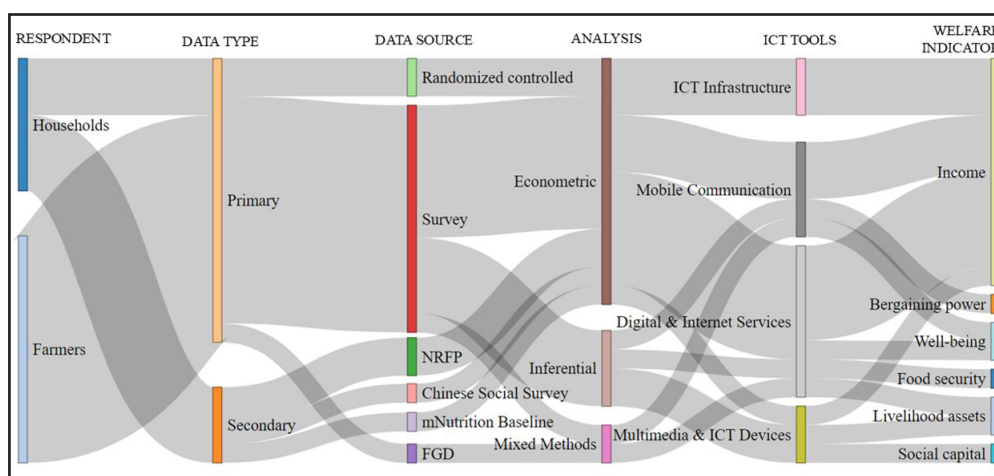 RESPONDENT
DATA TYPE
DATA SOURCE
ANALYSIS
ICT TOOLS
WELFARE
INDICATOR
Households
Farmers
Primary
Secondary
Randomized controlled
Survey
NRFP
Chinese Social Survey
mNutrition Baseline
FGD
Econometric
Inferential
Mixed Methods
ICT Infrastructure
Mobile Communication
Digital & Internet Services
Multimedia & ICT Devices
Income
Bergaining power
Well-being
Food security
Livelihood assets
Social capital